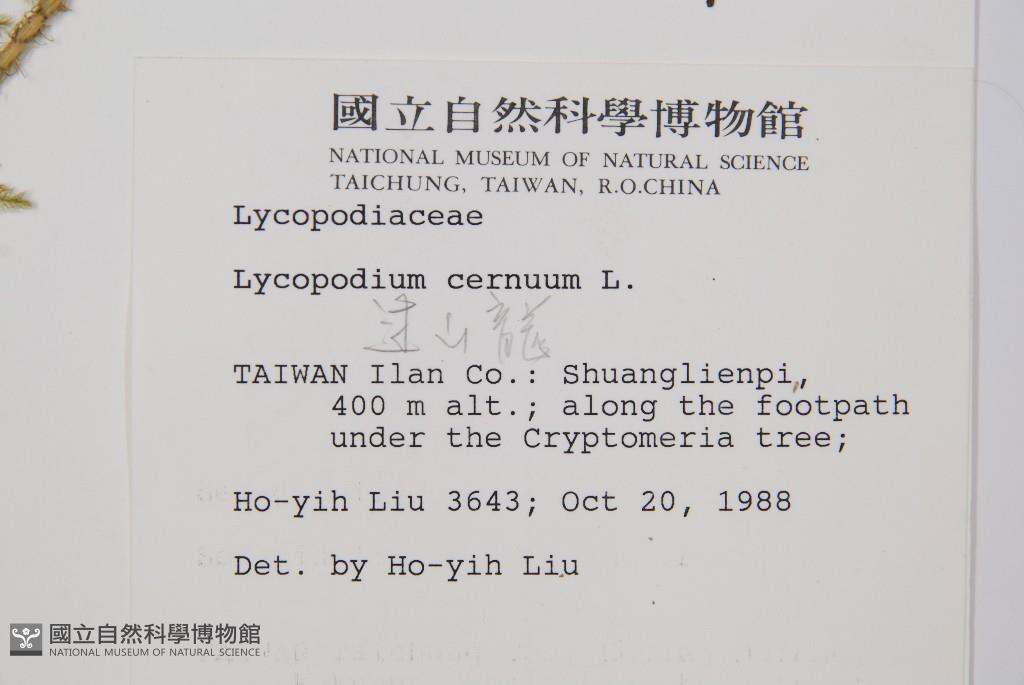 國立自然科學博物館
NATIONAL MUSEUM OF NATURAL SCIENCE
TAICHUNG, TAIWAN, R.O.CHINA
Lycopodiaceae
Lycopodium cernuum L.
过山龍
TAIWAN Ilan Co.: Shuanglienpi,
400 m alt.; along the footpath
under the Cryptomeria tree;
Ho-yih Liu 3643; Oct 20, 1988
Det. by Ho-yih Liu
國立自然科學博物館
NATIONAL MUSEUM OF NATURAL SCIENCE